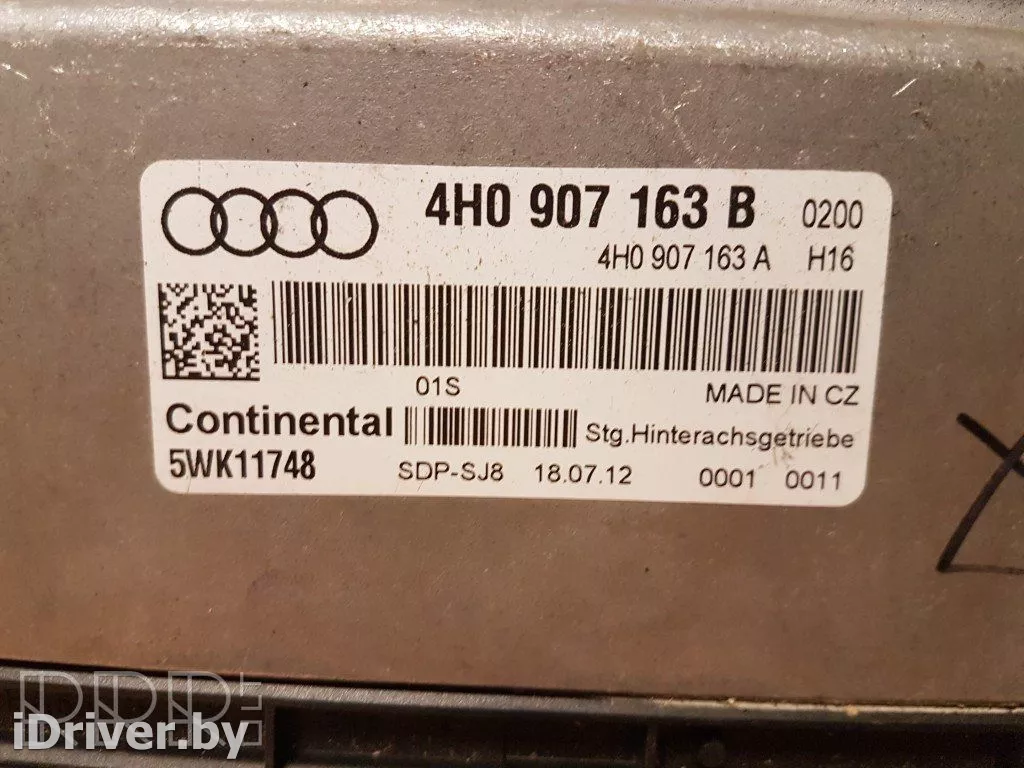 4H0 907 163 B 0200
4H0 907 163 A H16
01S MADE IN CZ
Continental Stg.Hinterachsgetriebe
5WK11748 SDP-SJ8 18.07.12 0001 0011
iDriver.by